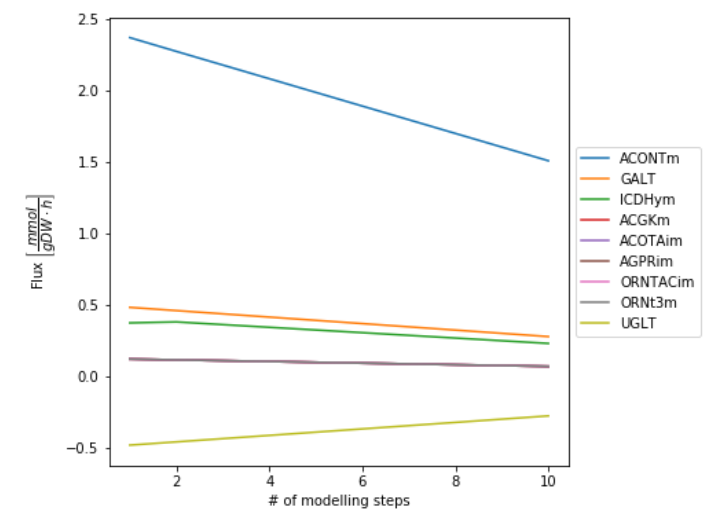 2.5
2.0
1.5
1.0
0.5
0.0
−0.5
Flux [mmol / gDW · h]
2 4 6 8 10
# of modelling steps
ACONTm
GALT
ICDHym
ACGKm
ACOTAim
AGPRim
ORNTACim
ORNt3m
UGLT